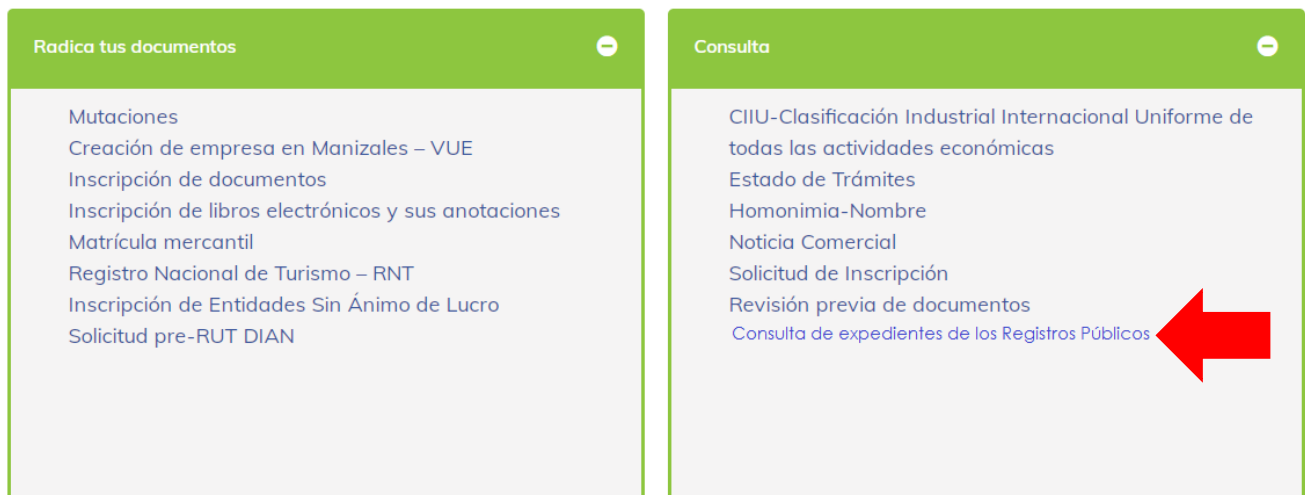 Radica tus documentos
Mutaciones
Creación de empresa en Manizales – VUE
Inscripción de documentos
Inscripción de libros electrónicos y sus anotaciones
Matrícula mercantil
Registro Nacional de Turismo – RNT
Inscripción de Entidades Sin Ánimo de Lucro
Solicitud pre-RUT DIAN
Consulta
CIIU-Clasificación Industrial Internacional Uniforme de
todas las actividades económicas
Estado de Trámites
Homonimia-Nombre
Noticia Comercial
Solicitud de Inscripción
Revisión previa de documentos
Consulta de expedientes de los Registros Públicos